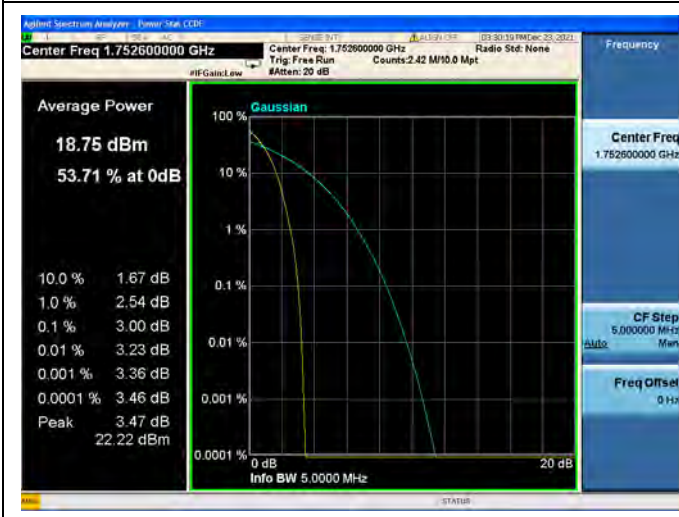 Agilent Spectrum Analyzer - Power Stat CCDF
SENSE:INT ALIGN OFF 03:30:19 PM Dec 23, 2021
Center Freq 1.752600000 GHz
Center Freq: 1.752600000 GHz Radio Std: None
Trig: Free Run Counts:2.42 M/10.0 Mpt
#IFGain:Low #Atten: 20 dB
Frequency
Average Power
18.75 dBm
53.71 % at 0dB
10.0 % 1.67 dB
1.0 % 2.54 dB
0.1 % 3.00 dB
0.01 % 3.23 dB
0.001 % 3.36 dB
0.0001 % 3.46 dB
Peak 3.47 dB
22.22 dBm
Gaussian
100 %
10 %
1 %
0.1 %
0.01 %
0.001 %
0.0001 %
0 dB 20 dB
Info BW 5.0000 MHz
Center Freq
1.752600000 GHz
CF Step
5.000000 MHz
Auto Man
Freq Offset
0 Hz
STATUS